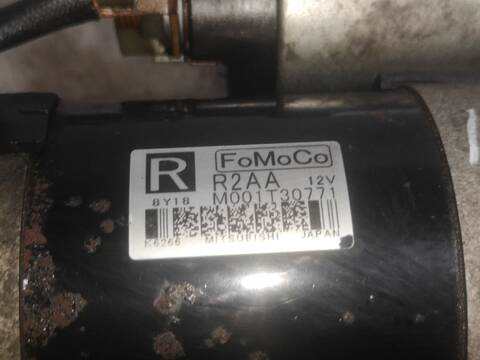 R FoMoCo
R2AA 12V
8Y18 M001T30771
K6266 MITSUBISHI JAPAN